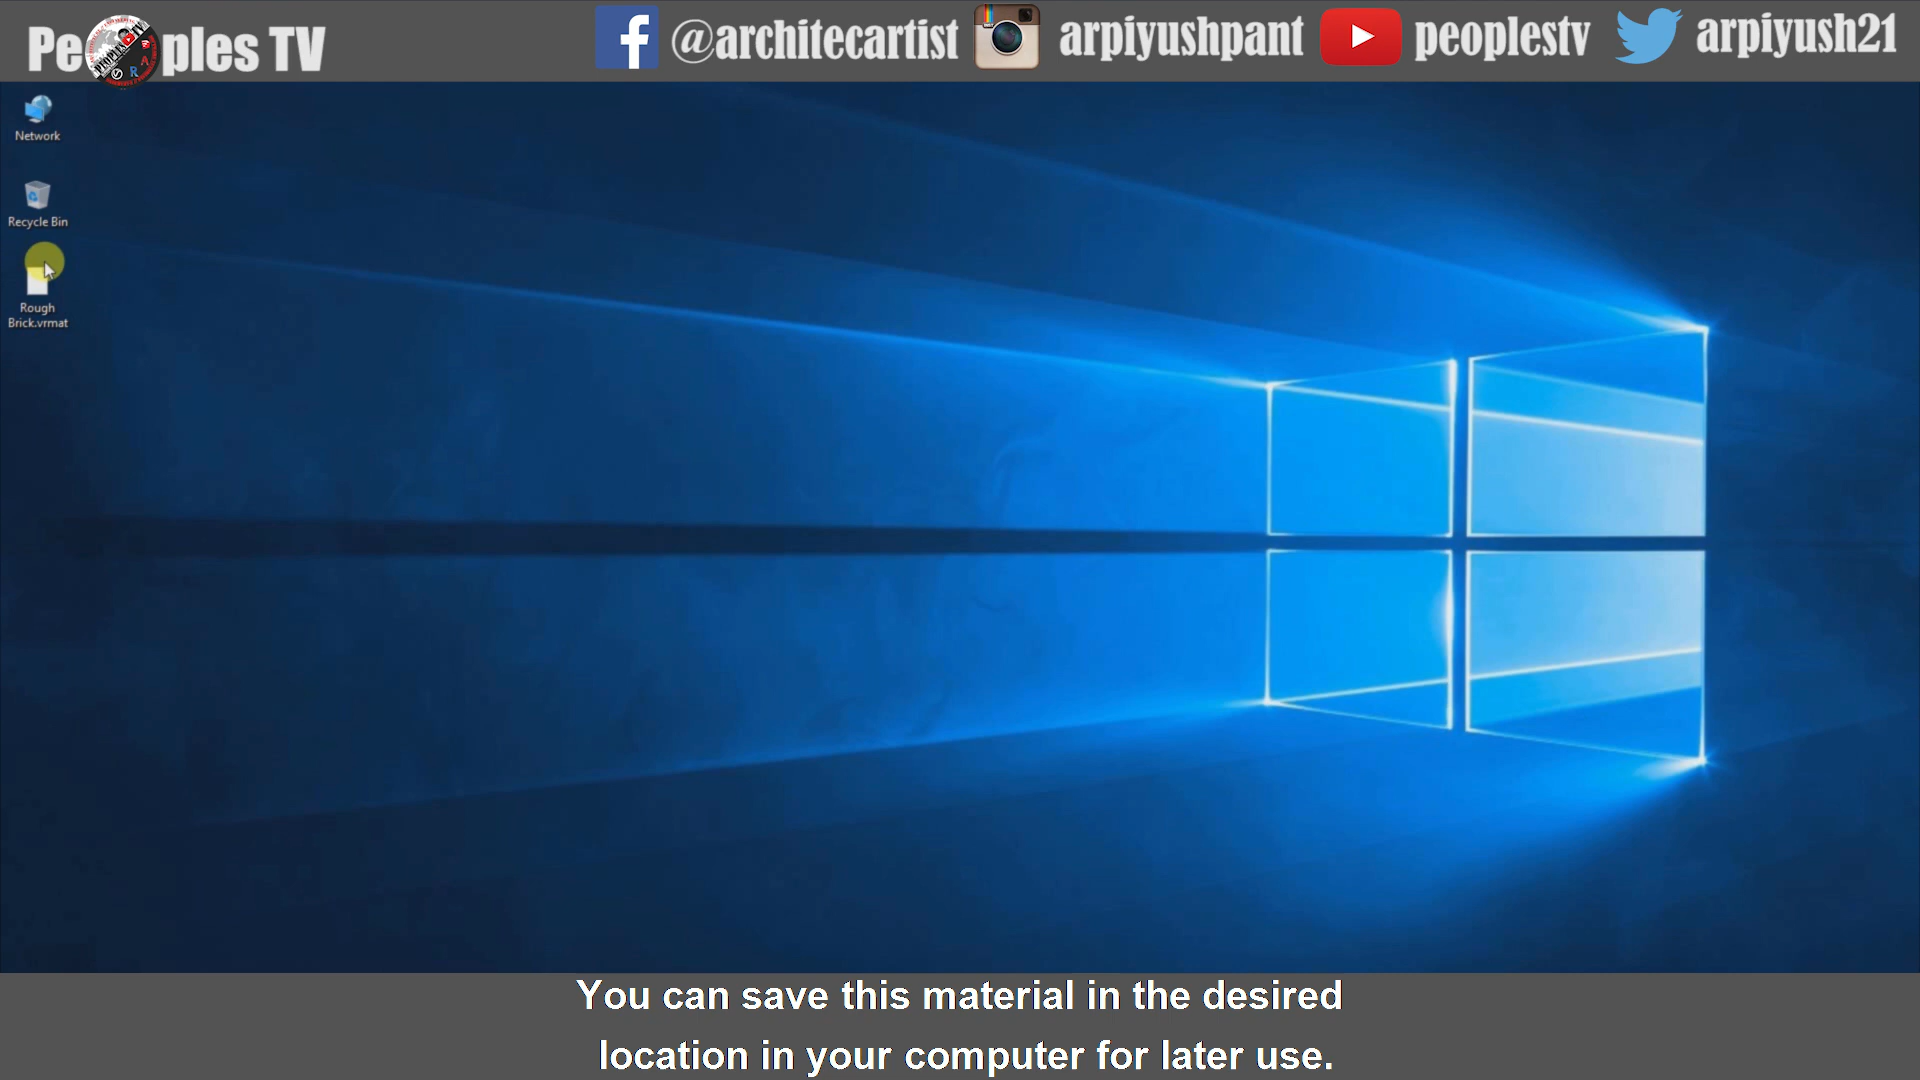 Peoples TV
@architecartist
arpiyushpant
peoplestv
arpiyush21
Network
Recycle Bin
Rough
Brick.vrmat
You can save this material in the desired
location in your computer for later use.